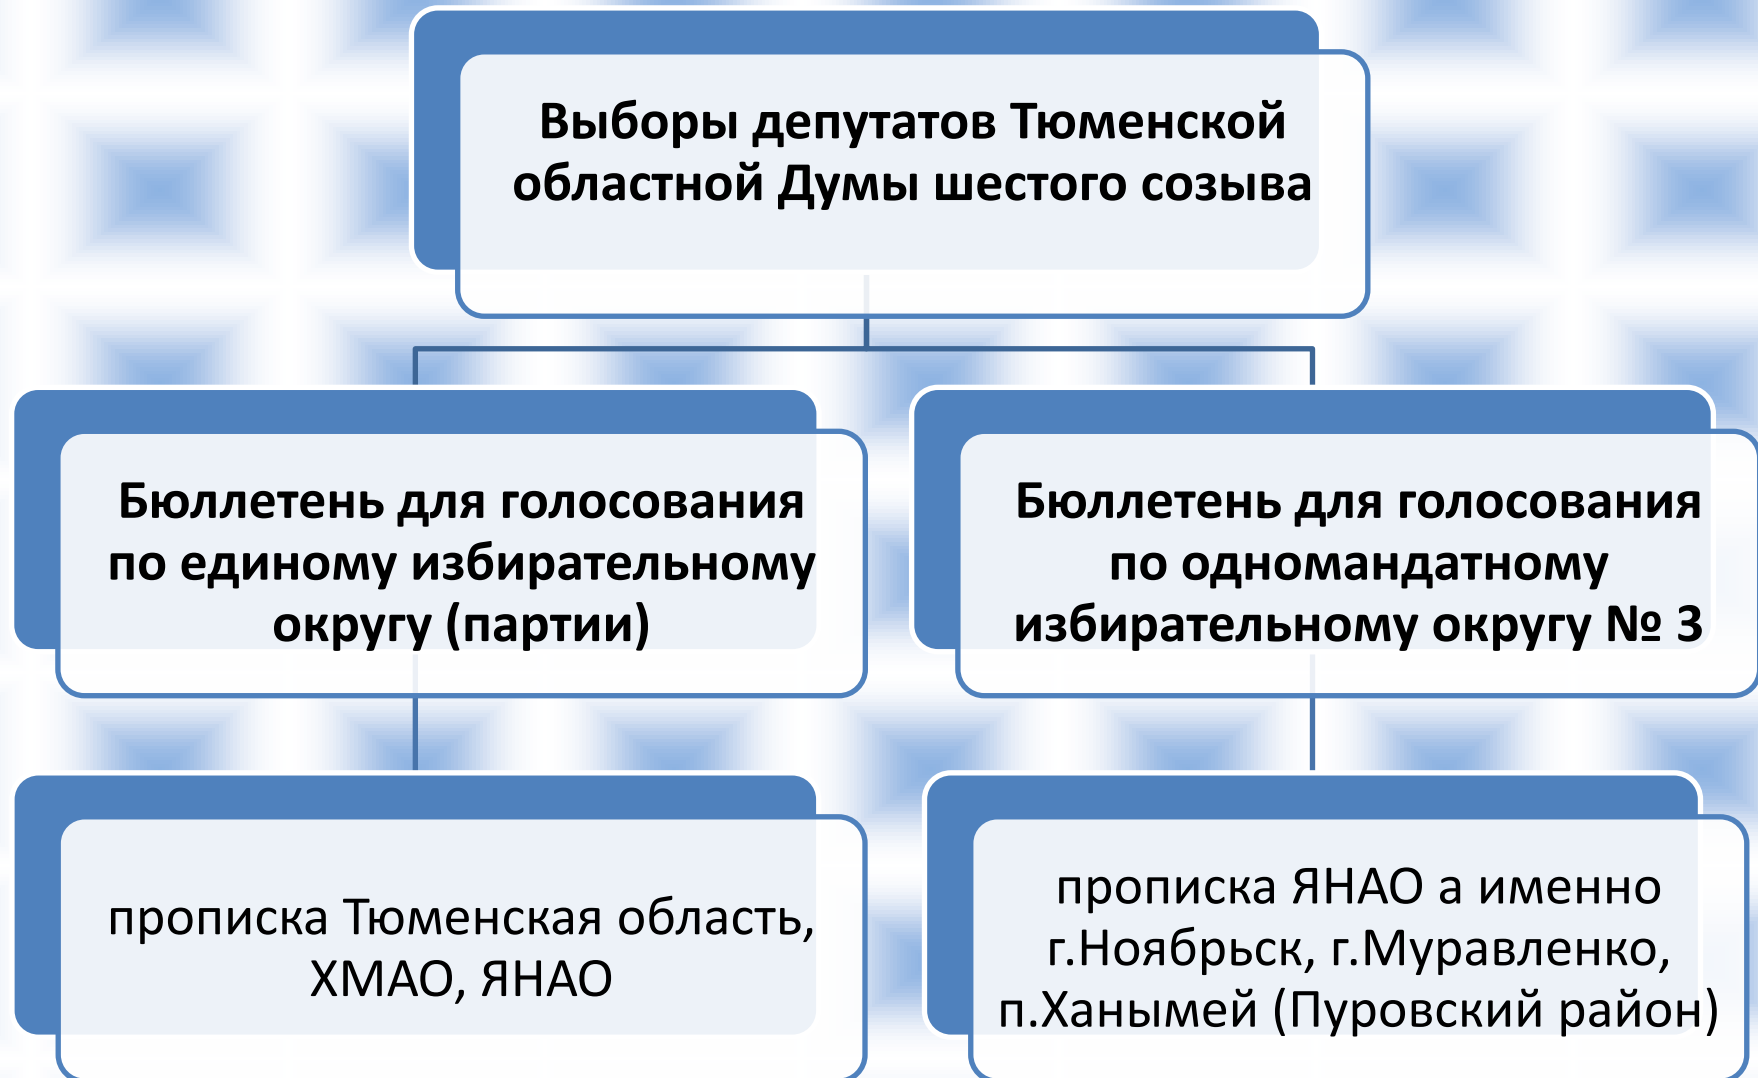 Выборы депутатов Тюменской
областной Думы шестого созыва
Бюллетень для голосования
по единому избирательному
округу (партии)
Бюллетень для голосования
по одномандатному
избирательному округу № 3
прописка Тюменская область,
ХМАО, ЯНАО
прописка ЯНАО а именно
г.Ноябрьск, г.Муравленко,
п.Ханымей (Пуровский район)